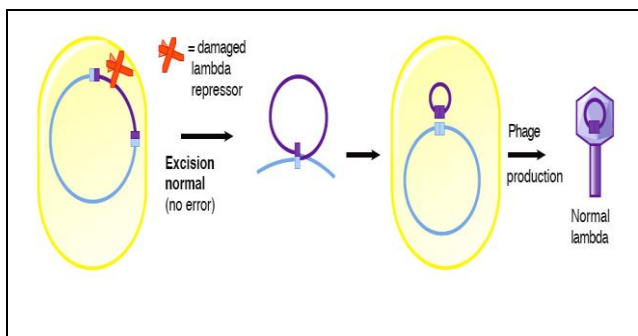 = damaged
lambda
repressor
Excision
normal
(no error)
Phage
production
Normal
lambda